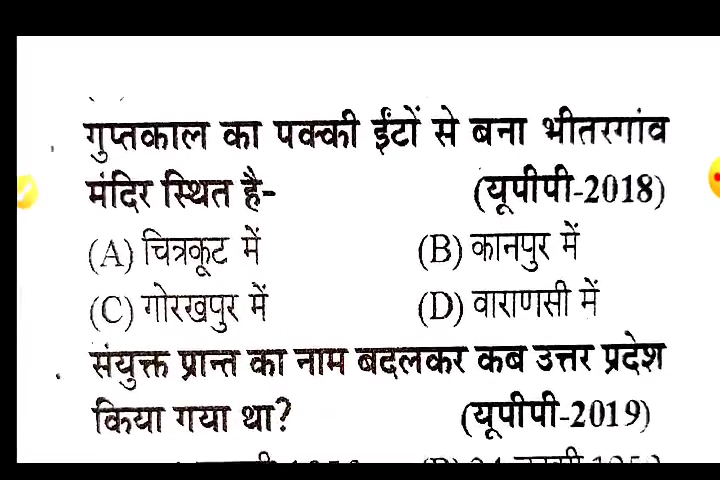 गुप्तकाल का पक्की ईंटों से बना भीतरगांव
मंदिर स्थित है- (यूपीपी-2018)
(A) चित्रकूट में (B) कानपुर में
(C) गोरखपुर में (D) वाराणसी में
संयुक्त प्रान्त का नाम बदलकर कब उत्तर प्रदेश
किया गया था? (यूपीपी-2019)